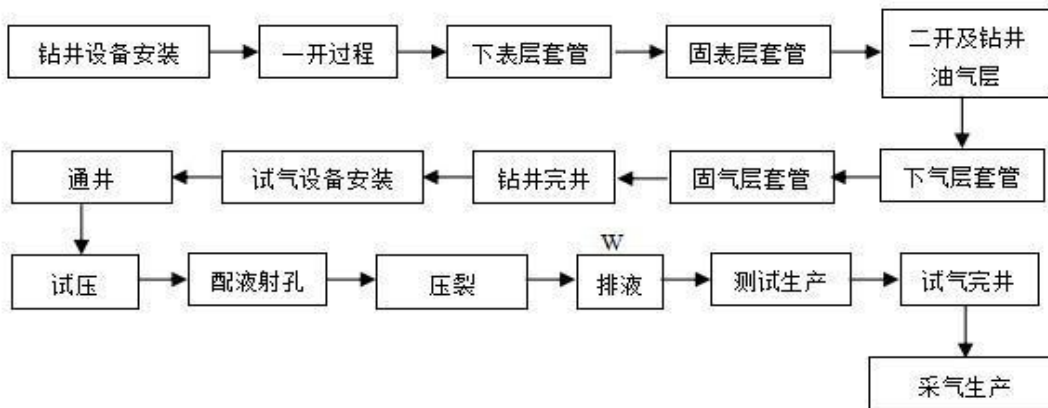 钻井设备安装
一开过程
下表层套管
固表层套管
二开及钻井
油气层
通井
试气设备安装
钻井完井
固气层套管
下气层套管
W
试压
配液射孔
压裂
排液
测试生产
试气完井
采气生产